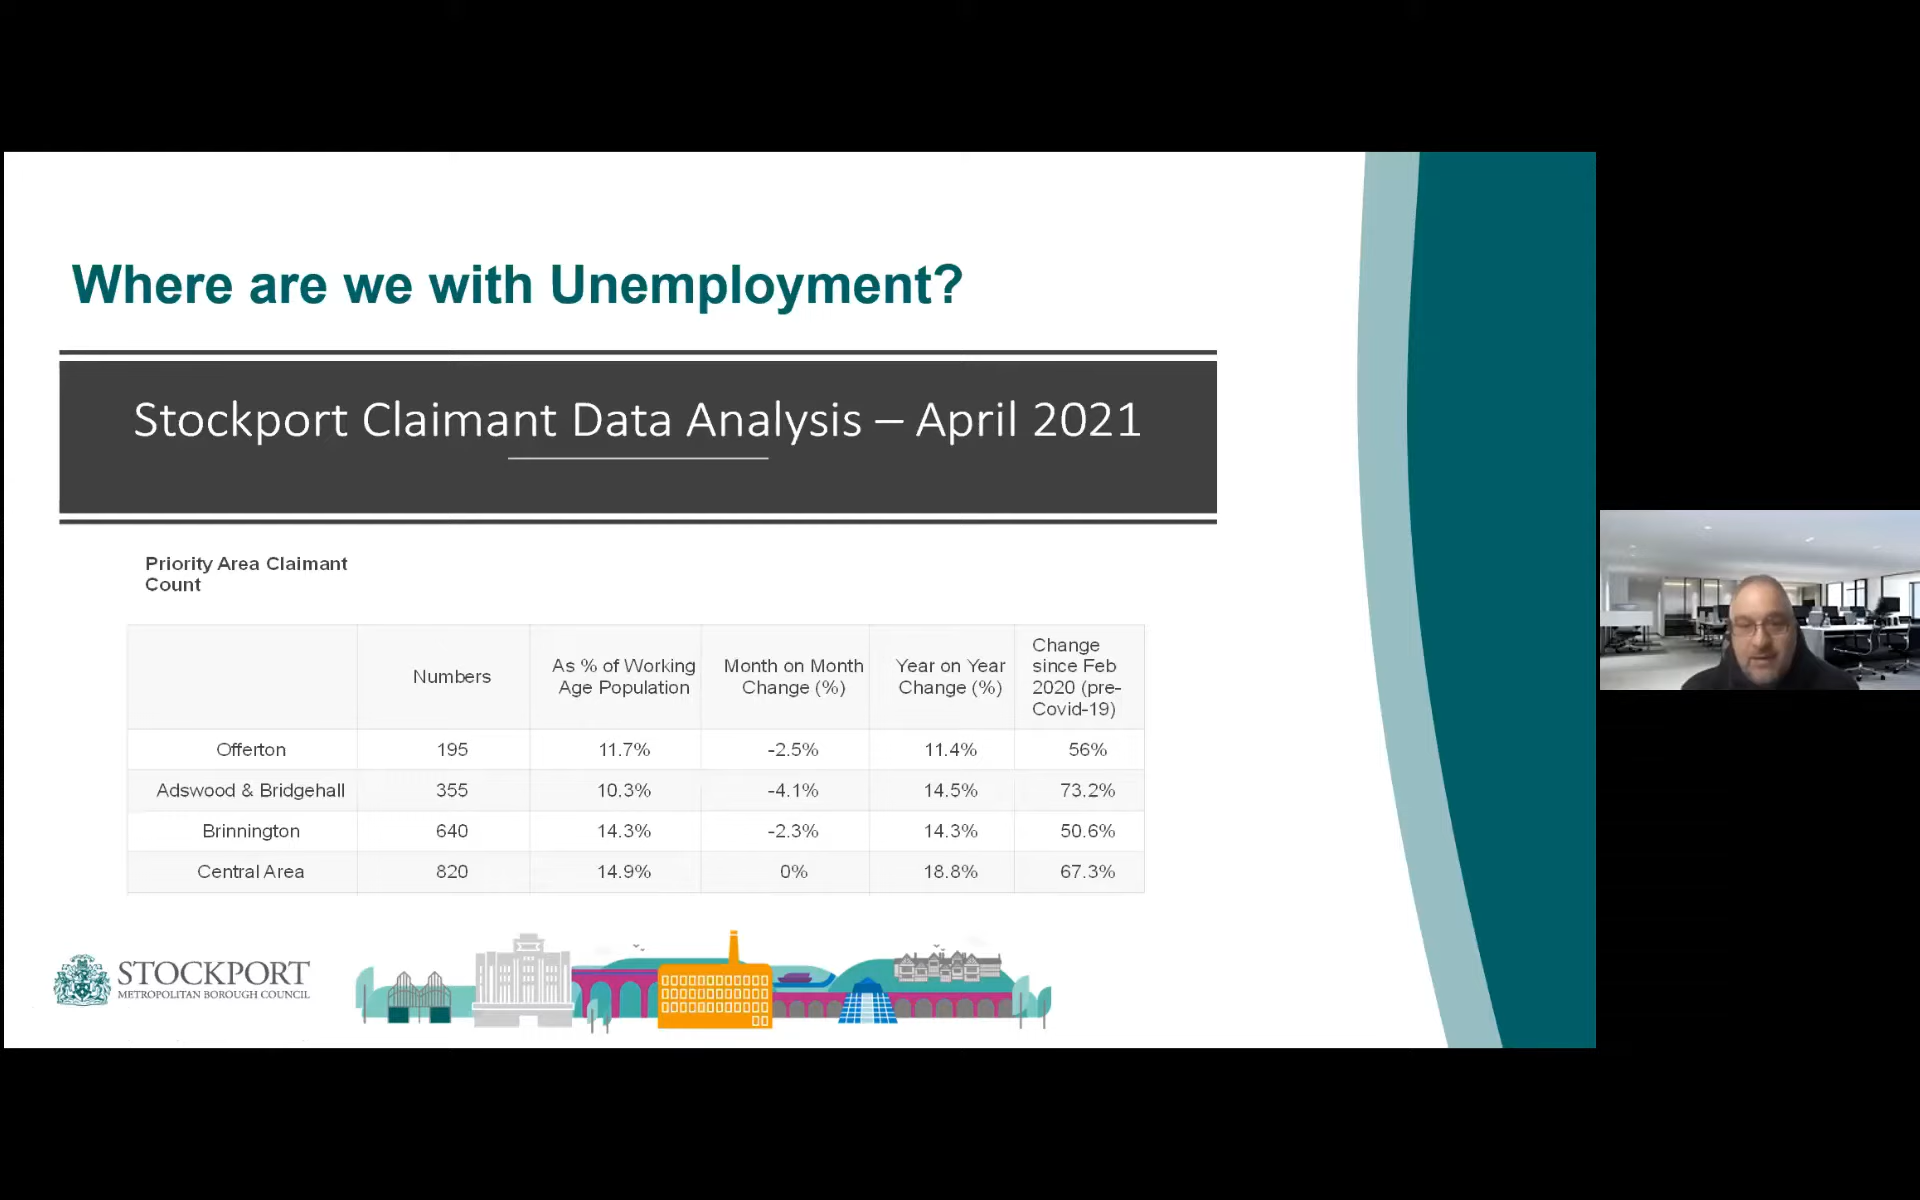 Where are we with Unemployment?
Stockport Claimant Data Analysis – April 2021
Priority Area Claimant
Count
Numbers
As % of Working
Age Population
Month on Month
Change (%)
Year on Year
Change (%)
Change
since Feb
2020 (pre-
Covid-19)
Offerton 195 11.7% -2.5% 11.4% 56%
Adswood & Bridgehall 355 10.3% -4.1% 14.5% 73.2%
Brinnington 640 14.3% -2.3% 14.3% 50.6%
Central Area 820 14.9% 0% 18.8% 67.3%
STOCKPORT
METROPOLITAN BOROUGH COUNCIL